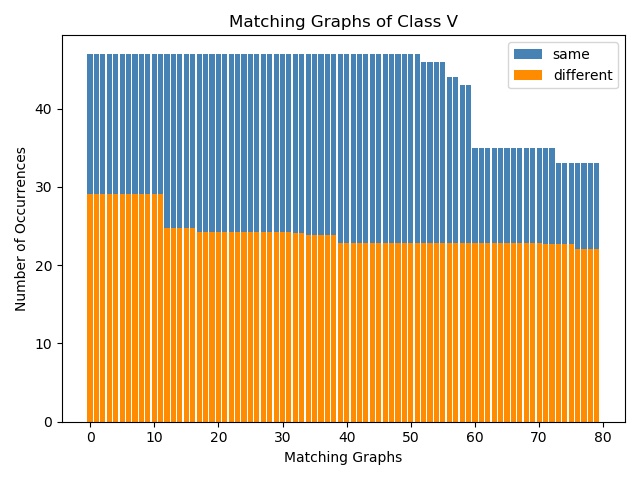 Matching Graphs of Class V
same
different
Number of Occurrences
40
30
20
10
0
0 10 20 30 40 50 60 70 80
Matching Graphs